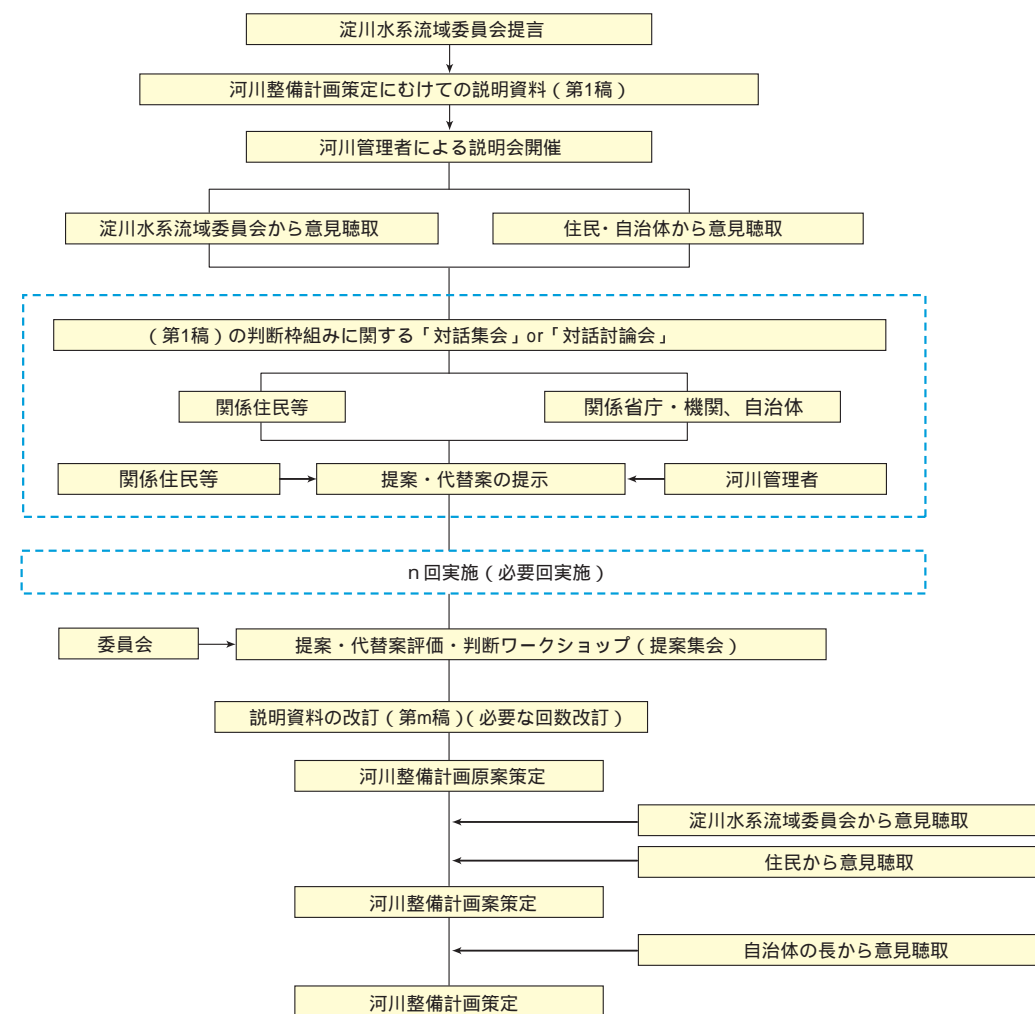 淀川水系流域委員会提言
河川整備計画策定にむけての説明資料(第1稿)
河川管理者による説明会開催
淀川水系流域委員会から意見聴取
住民・自治体から意見聴取
(第1稿)の判断枠組みに関する「対話集会」or「対話討論会」
関係住民等
関係省庁・機関、自治体
関係住民等
提案・代替案の提示
河川管理者
n回実施(必要回実施)
委員会
提案・代替案評価・判断ワークショップ(提案集会)
説明資料の改訂(第m稿)(必要な回数改訂)
河川整備計画原案策定
淀川水系流域委員会から意見聴取
住民から意見聴取
河川整備計画案策定
自治体の長から意見聴取
河川整備計画策定